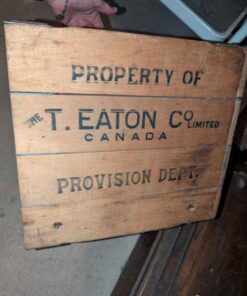 PROPERTY OF
THE T. EATON CO LIMITED
CANADA
PROVISION DEPT.